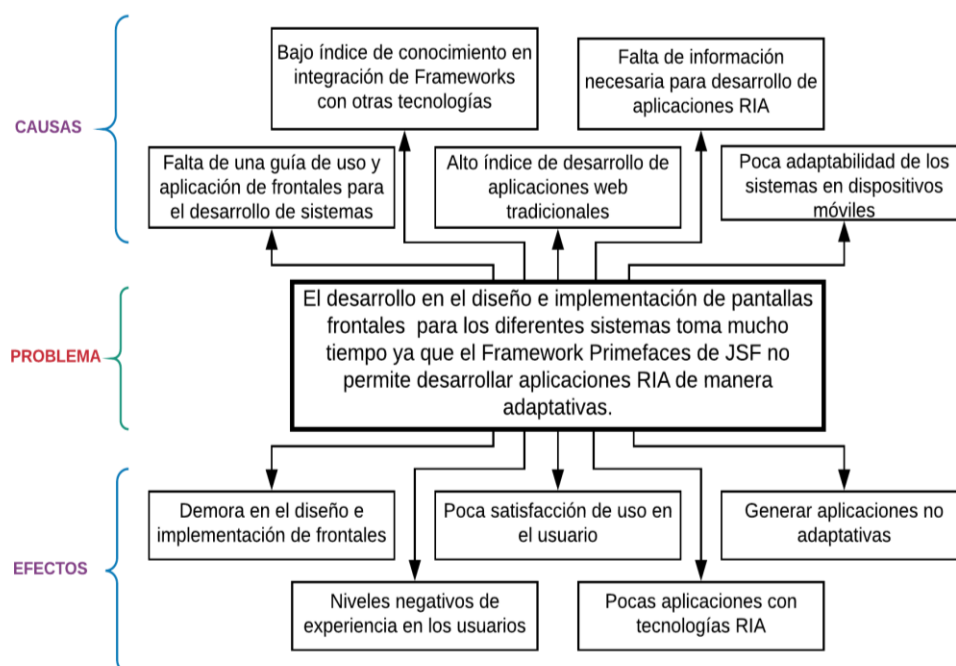 CAUSAS
Bajo índice de conocimiento en
integración de Frameworks
con otras tecnologías
Falta de información
necesaria para desarrollo de
aplicaciones RIA
Falta de una guía de uso y
aplicación de frontales para
el desarrollo de sistemas
Alto índice de desarrollo de
aplicaciones web
tradicionales
Poca adaptabilidad de los
sistemas en dispositivos
móviles
PROBLEMA
El desarrollo en el diseño e implementación de pantallas
frontales para los diferentes sistemas toma mucho
tiempo ya que el Framework Primefaces de JSF no
permite desarrollar aplicaciones RIA de manera
adaptativas.
EFECTOS
Demora en el diseño e
implementación de frontales
Poca satisfacción de uso en
el usuario
Generar aplicaciones no
adaptativas
Niveles negativos de
experiencia en los usuarios
Pocas aplicaciones con
tecnologías RIA